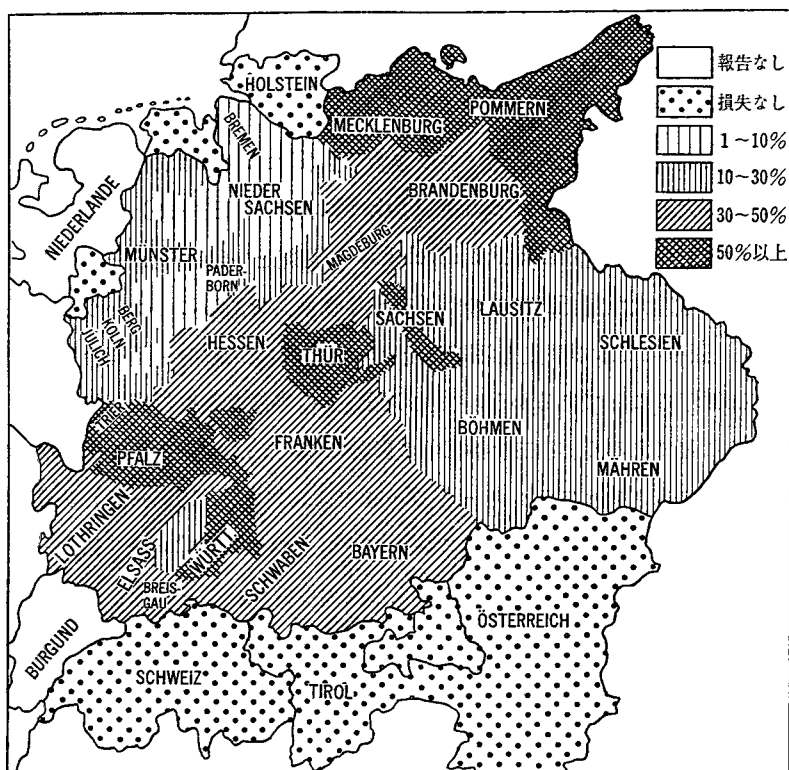 報告なし
損失なし
1~10%
10~30%
30~50%
50%以上
HOLSTEIN
MECKLENBURG
POMMERN
BREMEN
NIEDER
SACHSEN
BRANDENBURG
NIEDERLANDE
MÜNSTER
PADER-
BORN
MAGDEBURG
BERG
KÖLN
JÜLICH
HESSEN
THÜR
SACHSEN
LAUSITZ
SCHLESIEN
TRIER
PFALZ
FRANKEN
BÖHMEN
MÄHREN
LOTHRINGEN
ELSASS
BREIS-
GAU
WÜRTT
SCHWABEN
BAYERN
BURGUND
SCHWEIZ
TIROL
ÖSTERREICH